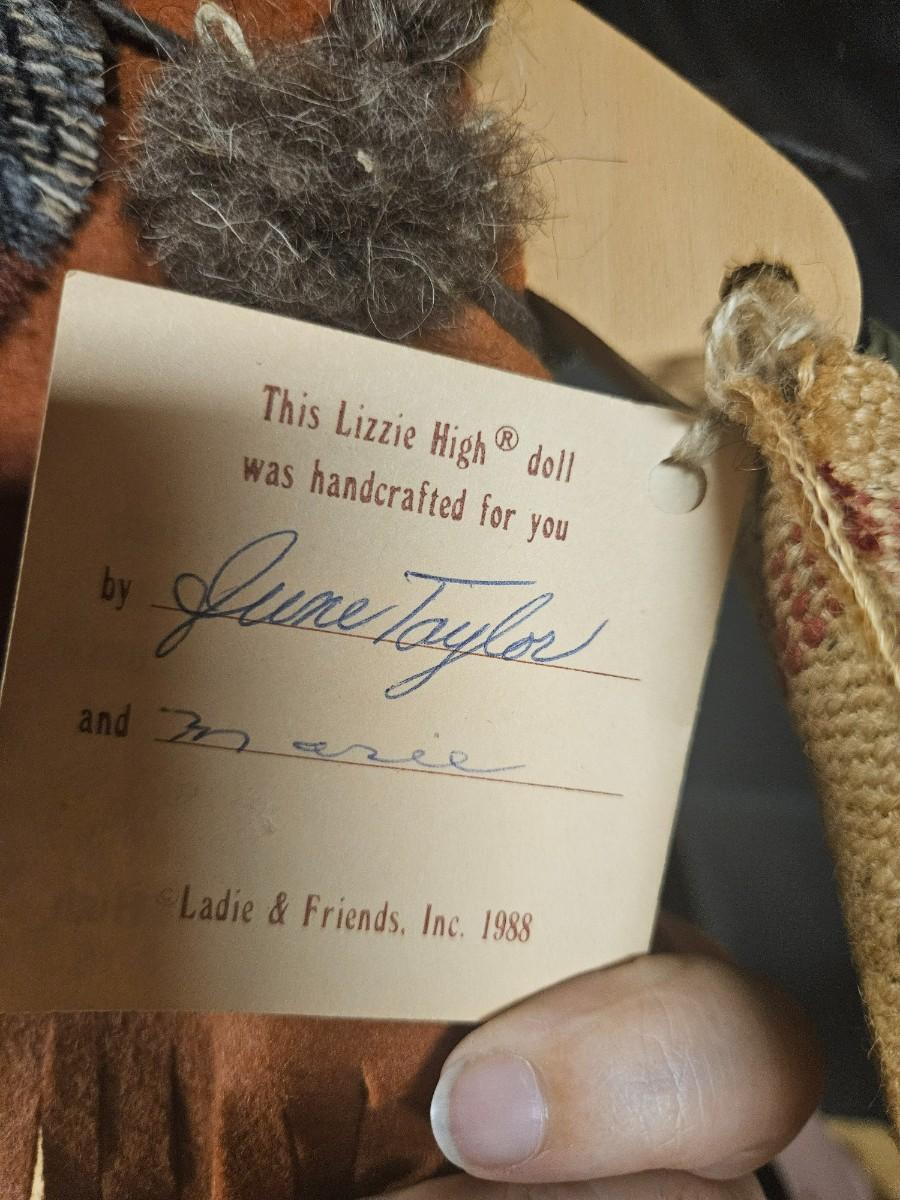 This Lizzie High® doll
was handcrafted for you
by June Taylor
and Marie
©Ladie & Friends, Inc. 1988